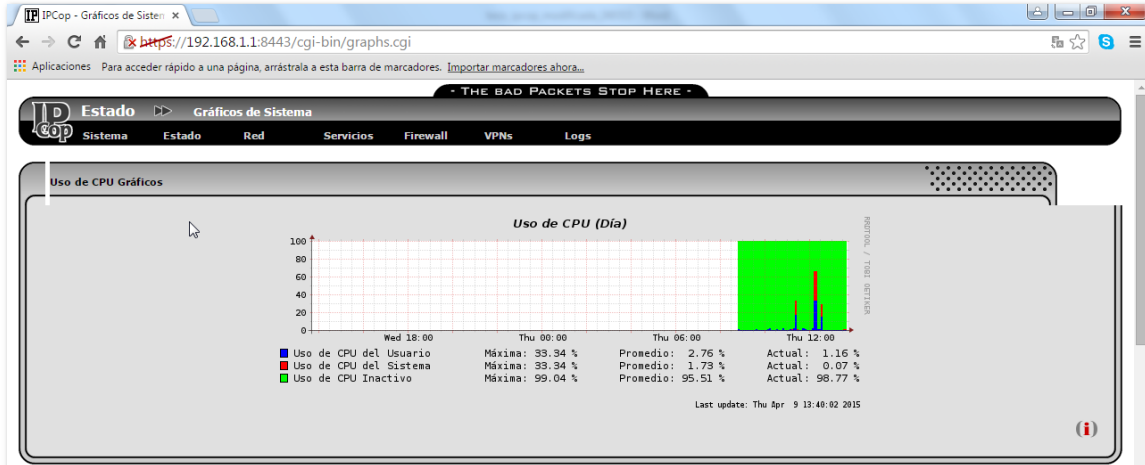 IPCop - Gráficos de Sistem
https://192.168.1.1:8443/cgi-bin/graphs.cgi
Aplicaciones Para acceder rápido a una página, arrástrala a esta barra de marcadores. Importar marcadores ahora...
- THE BAD PACKETS STOP HERE -
IPCop Estado Gráficos de Sistema
Sistema Estado Red Servicios Firewall VPNs Logs
Uso de CPU Gráficos
Uso de CPU (Día)
RRDTOOL / TOBI OETIKER
100
80
60
40
20
0
Wed 18:00 Thu 00:00 Thu 06:00 Thu 12:00
Uso de CPU del Usuario Máxima: 33.34 % Promedio: 2.76 % Actual: 1.16 %
Uso de CPU del Sistema Máxima: 33.34 % Promedio: 1.73 % Actual: 0.07 %
Uso de CPU Inactivo Máxima: 99.04 % Promedio: 95.51 % Actual: 98.77 %
Last update: Thu Apr 9 13:40:02 2015
(i)